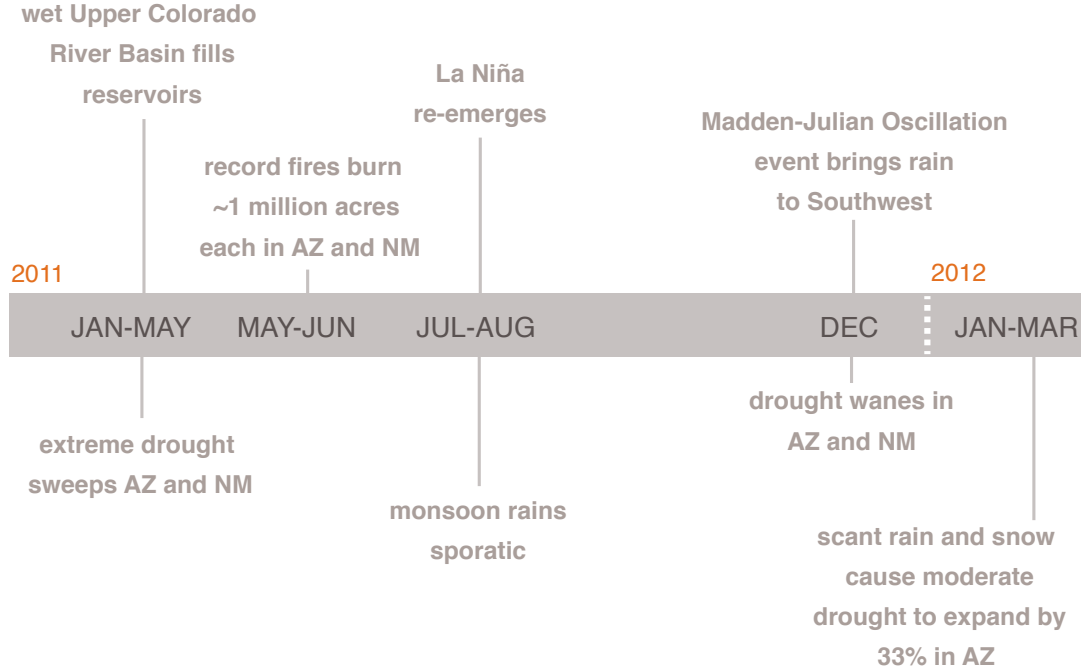 wet Upper Colorado
River Basin fills
reservoirs
La Niña
re-emerges
Madden-Julian Oscillation
event brings rain
to Southwest
record fires burn
~1 million acres
each in AZ and NM
2011
2012
JAN-MAY
MAY-JUN
JUL-AUG
DEC
JAN-MAR
extreme drought
sweeps AZ and NM
monsoon rains
sporatic
drought wanes in
AZ and NM
scant rain and snow
cause moderate
drought to expand by
33% in AZ